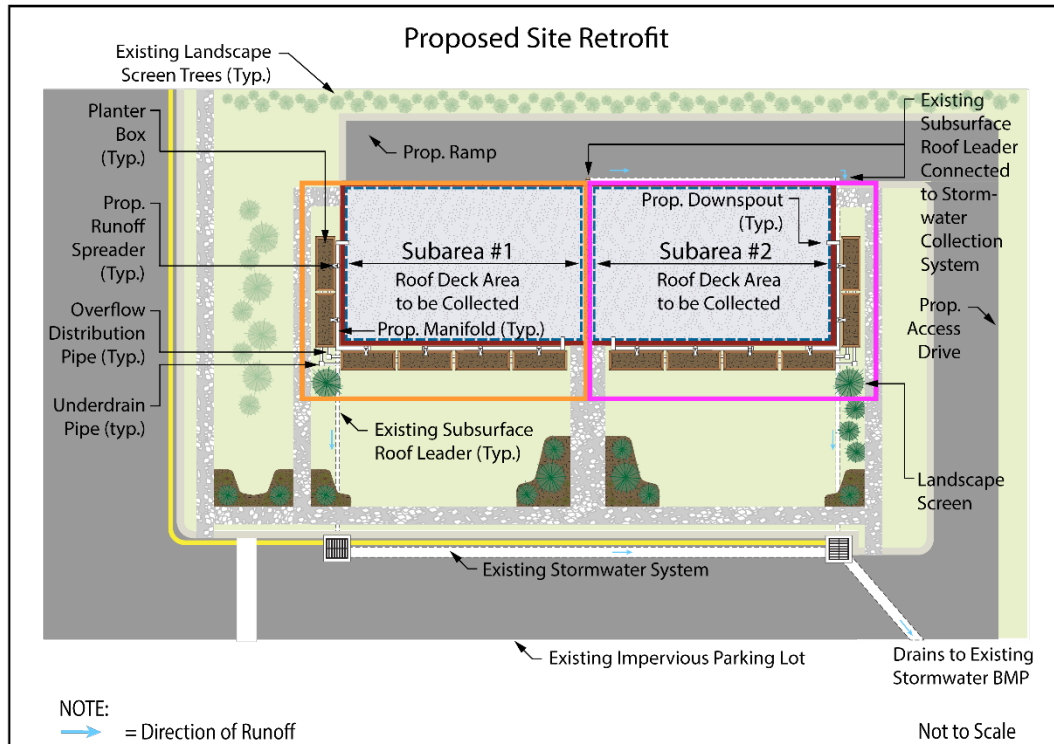 Proposed Site Retrofit
Existing Landscape
Screen Trees (Typ.)
Planter
Box
(Typ.)
Prop.
Runoff
Spreader
(Typ.)
Overflow
Distribution
Pipe (Typ.)
Underdrain
Pipe (typ.)
Prop. Ramp
Existing
Subsurface
Roof Leader
Connected
to Storm-
water
Collection
System
Prop. Downspout
(Typ.)
Subarea #1
Roof Deck Area
to be Collected
Subarea #2
Roof Deck Area
to be Collected
Prop. Manifold (Typ.)
Prop.
Access
Drive
Existing Subsurface
Roof Leader (Typ.)
Landscape
Screen
Existing Stormwater System
Existing Impervious Parking Lot
Drains to Existing
Stormwater BMP
NOTE:
= Direction of Runoff
Not to Scale